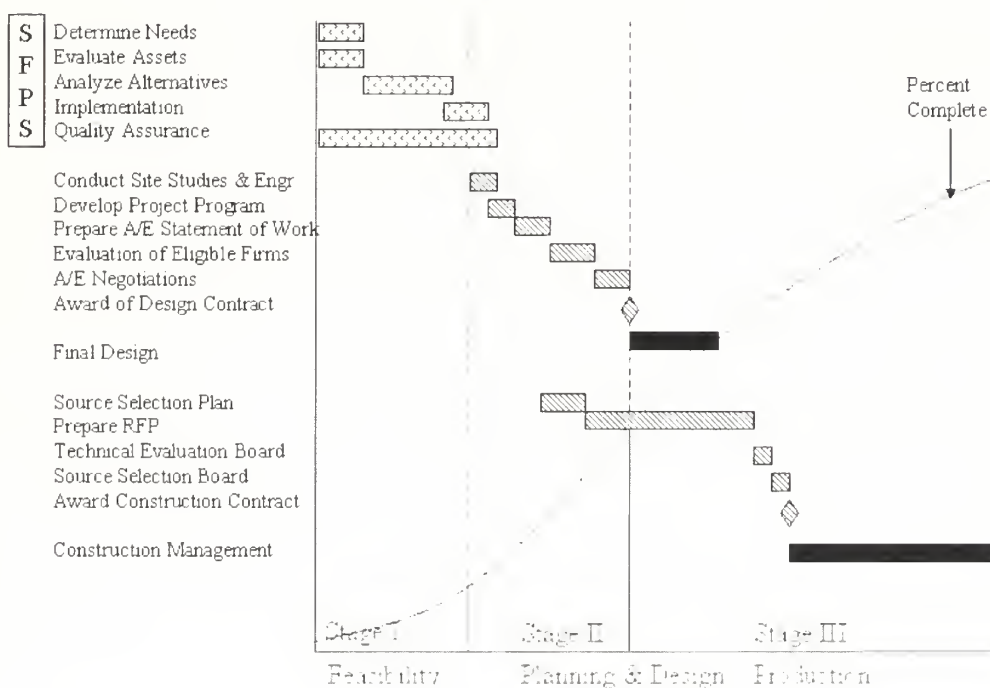 S
F
P
S
Determine Needs
Evaluate Assets
Analyze Alternatives
Implementation
Quality Assurance
Percent
Complete
Conduct Site Studies & Engr
Develop Project Program
Prepare A/E Statement of Work
Evaluation of Eligible Firms
A/E Negotiations
Award of Design Contract
Final Design
Source Selection Plan
Prepare RFP
Technical Evaluation Board
Source Selection Board
Award Construction Contract
Construction Management
Stage I
Stage II
Stage III
Feasibility
Planning & Design
Production